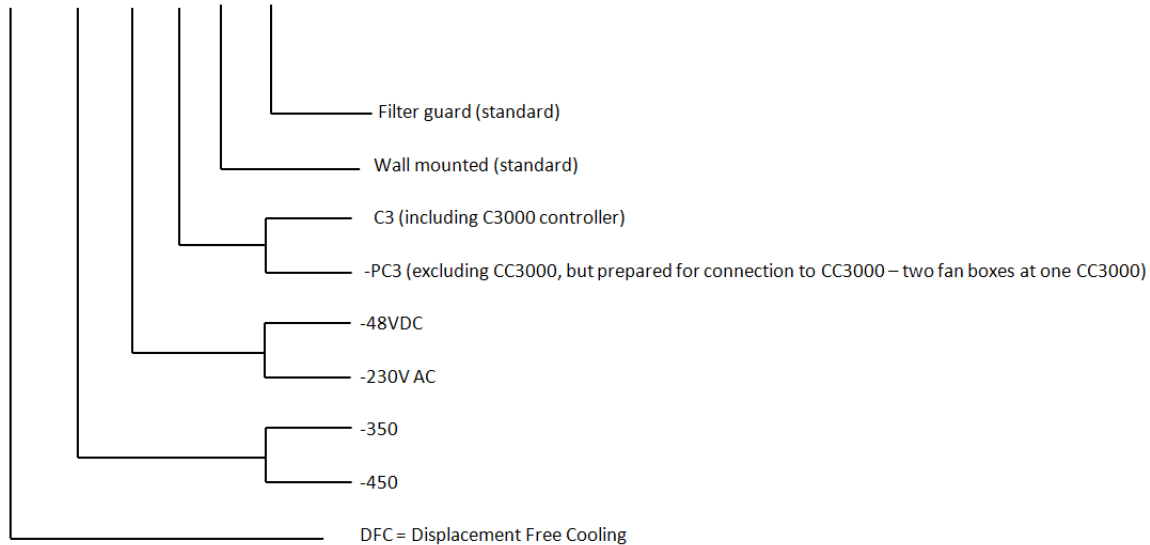 Filter guard (standard)
Wall mounted (standard)
C3 (including C3000 controller)
-PC3 (excluding CC3000, but prepared for connection to CC3000 – two fan boxes at one CC3000)
-48VDC
-230V AC
-350
-450
DFC = Displacement Free Cooling